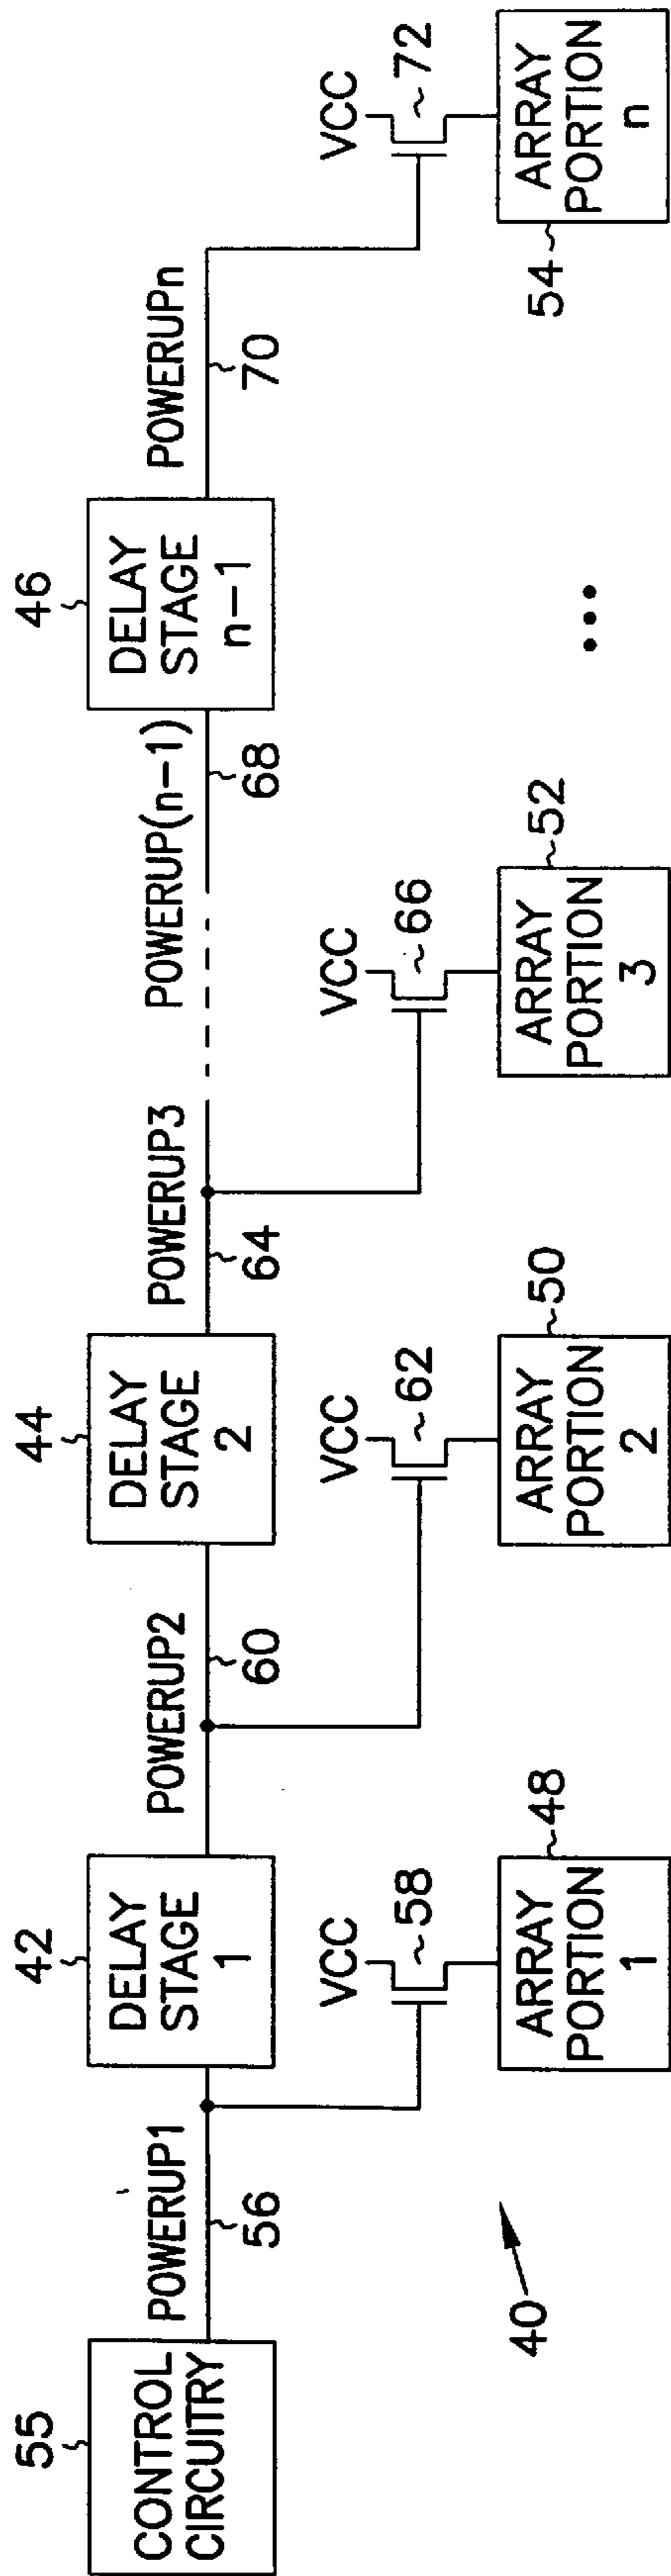 55
CONTROL
CIRCUITRY
POWERUP1
56
42
DELAY
STAGE
1
POWERUP2
60
44
DELAY
STAGE
2
POWERUP3
64
POWERUP(n-1)
68
46
DELAY
STAGE
n-1
POWERUPn
70
40
VCC
58
ARRAY
PORTION
1
48
VCC
62
ARRAY
PORTION
2
50
VCC
66
ARRAY
PORTION
3
52
...
VCC
72
ARRAY
PORTION
n
54